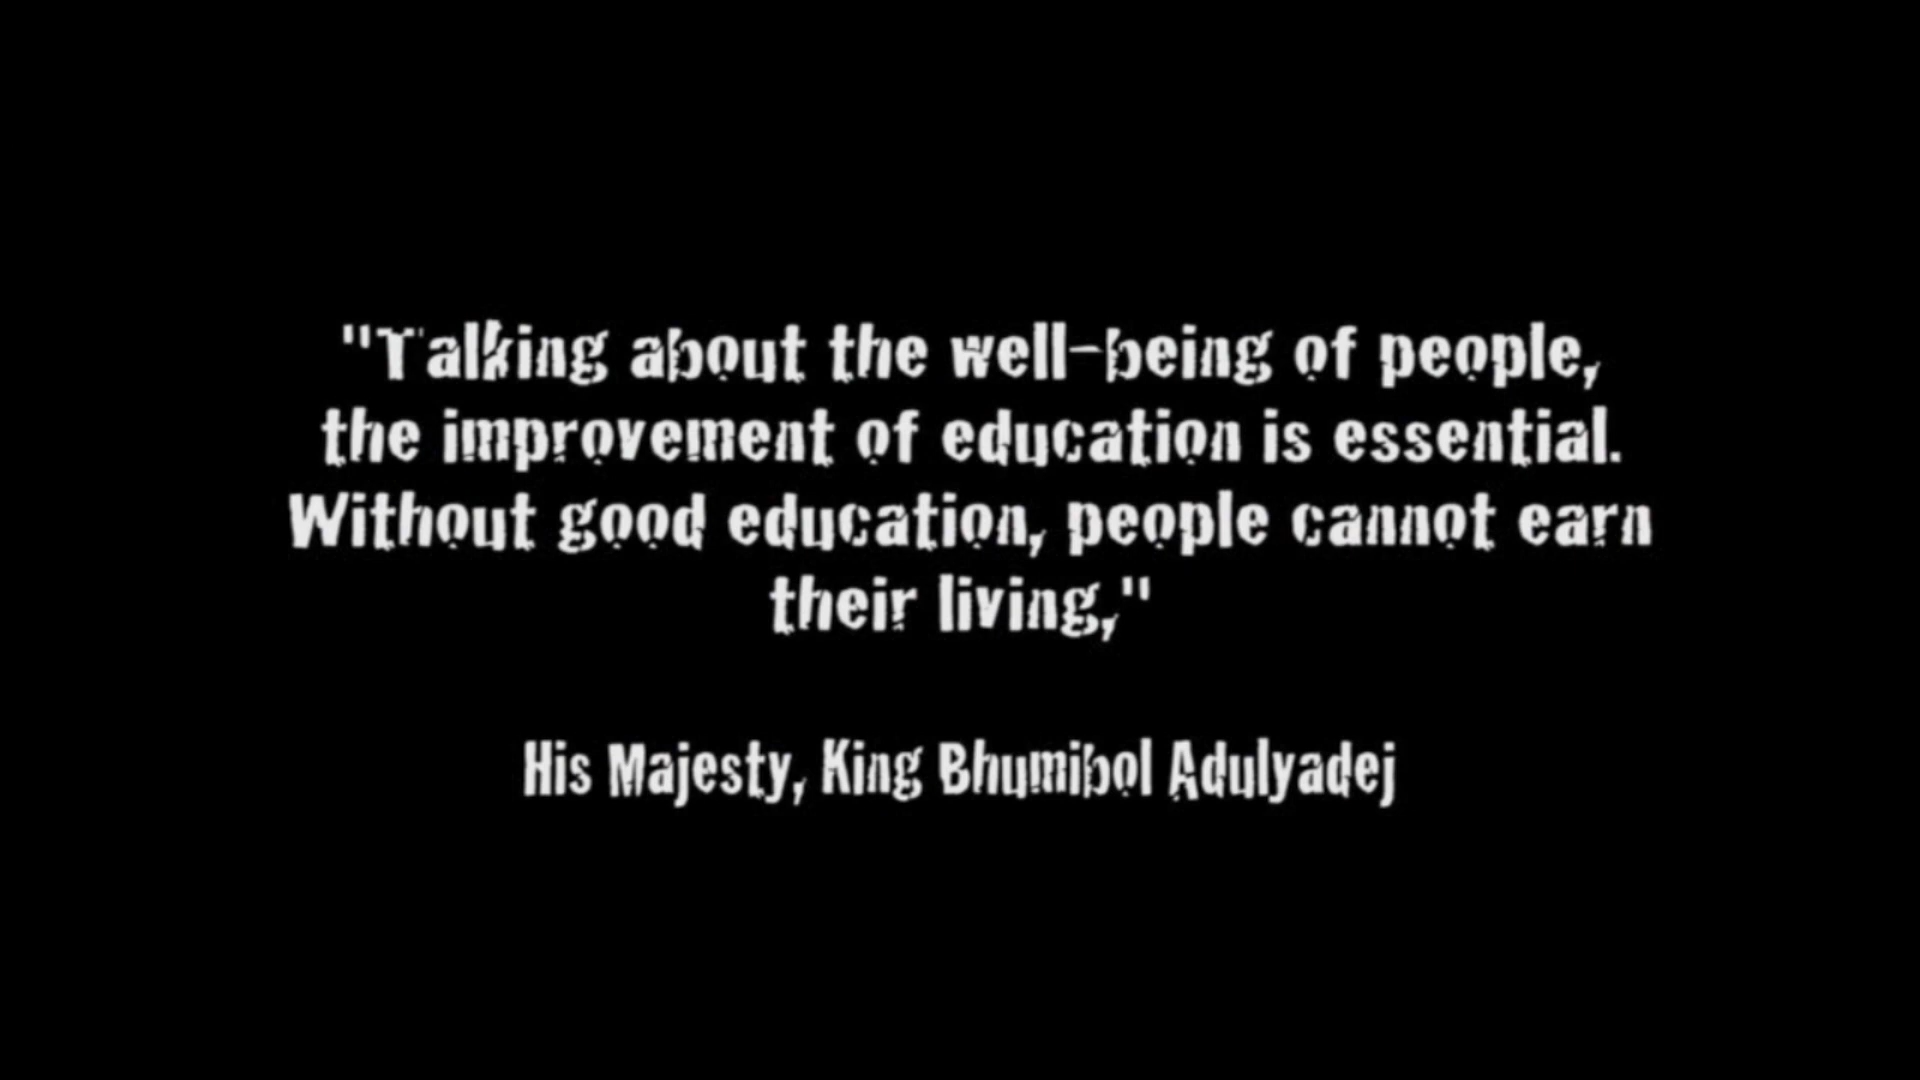 "Talking about the well-being of people,
the improvement of education is essential.
Without good education, people cannot earn
their living,"
His Majesty, King Bhumibol Adulyadej